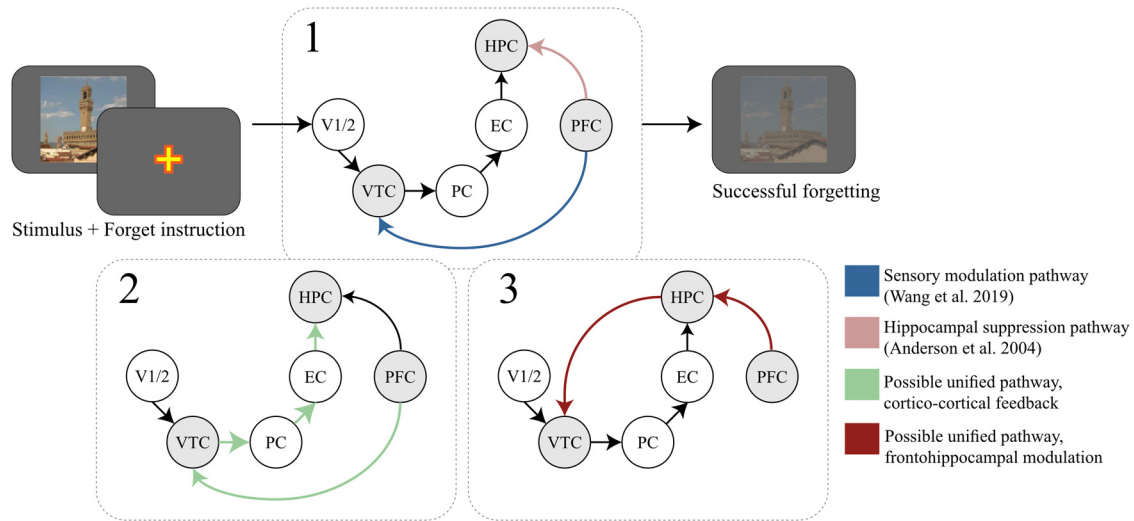 1
HPC
V1/2
EC
PFC
VTC
PC
Stimulus + Forget instruction
Successful forgetting
2
HPC
V1/2
EC
PFC
VTC
PC
3
HPC
V1/2
EC
PFC
VTC
PC
Sensory modulation pathway
(Wang et al. 2019)
Hippocampal suppression pathway
(Anderson et al. 2004)
Possible unified pathway,
cortico-cortical feedback
Possible unified pathway,
frontohippocampal modulation